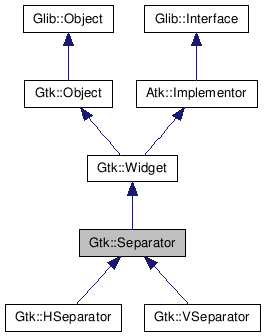 Glib::Object
Glib::Interface
Gtk::Object
Atk::Implementor
Gtk::Widget
Gtk::Separator
Gtk::HSeparator
Gtk::VSeparator